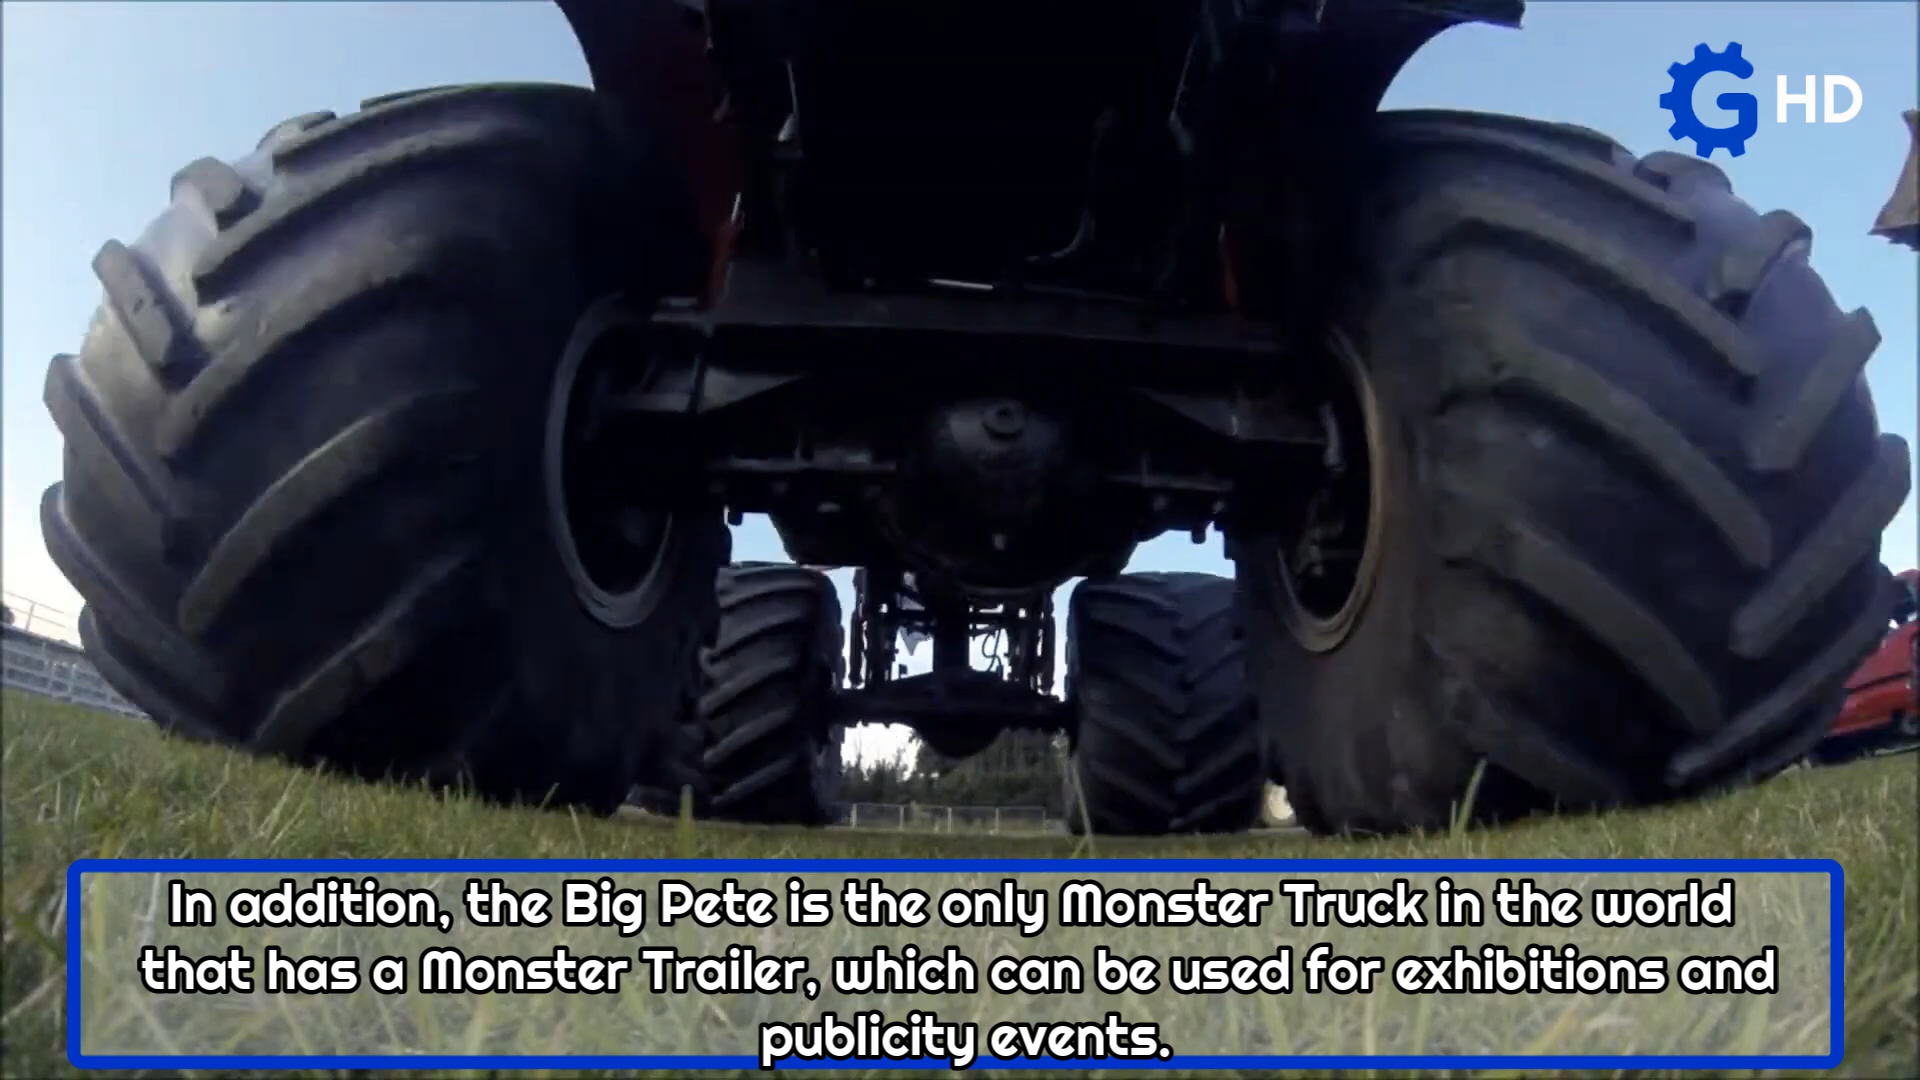 G HD
In addition, the Big Pete is the only Monster Truck in the world
that has a Monster Trailer, which can be used for exhibitions and
publicity events.